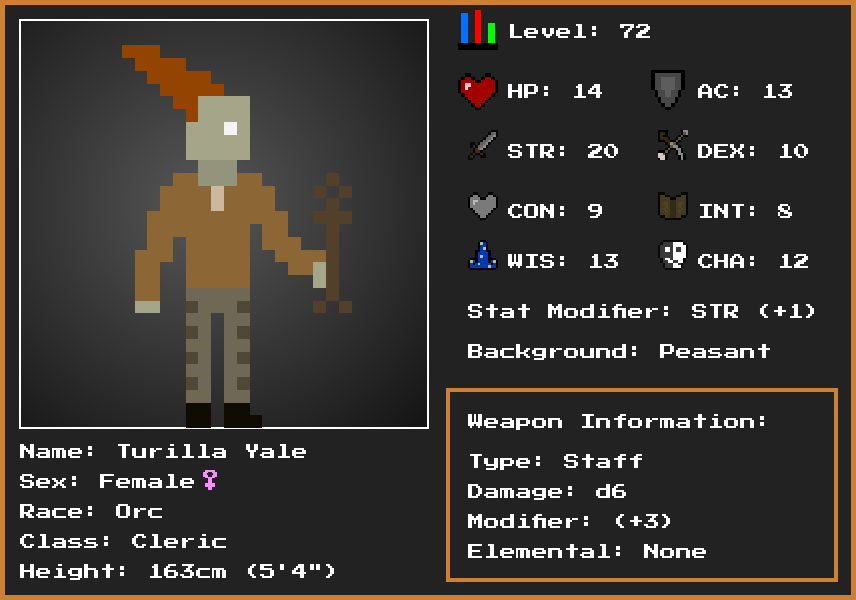 Level: 72
HP: 14 AC: 13
STR: 20 DEX: 10
CON: 9 INT: 8
WIS: 13 CHA: 12
Stat Modifier: STR (+1)
Background: Peasant
Weapon Information:
Type: Staff
Damage: d6
Modifier: (+3)
Elemental: None
Name: Turilla Yale
Sex: Female♀
Race: Orc
Class: Cleric
Height: 163cm (5'4")